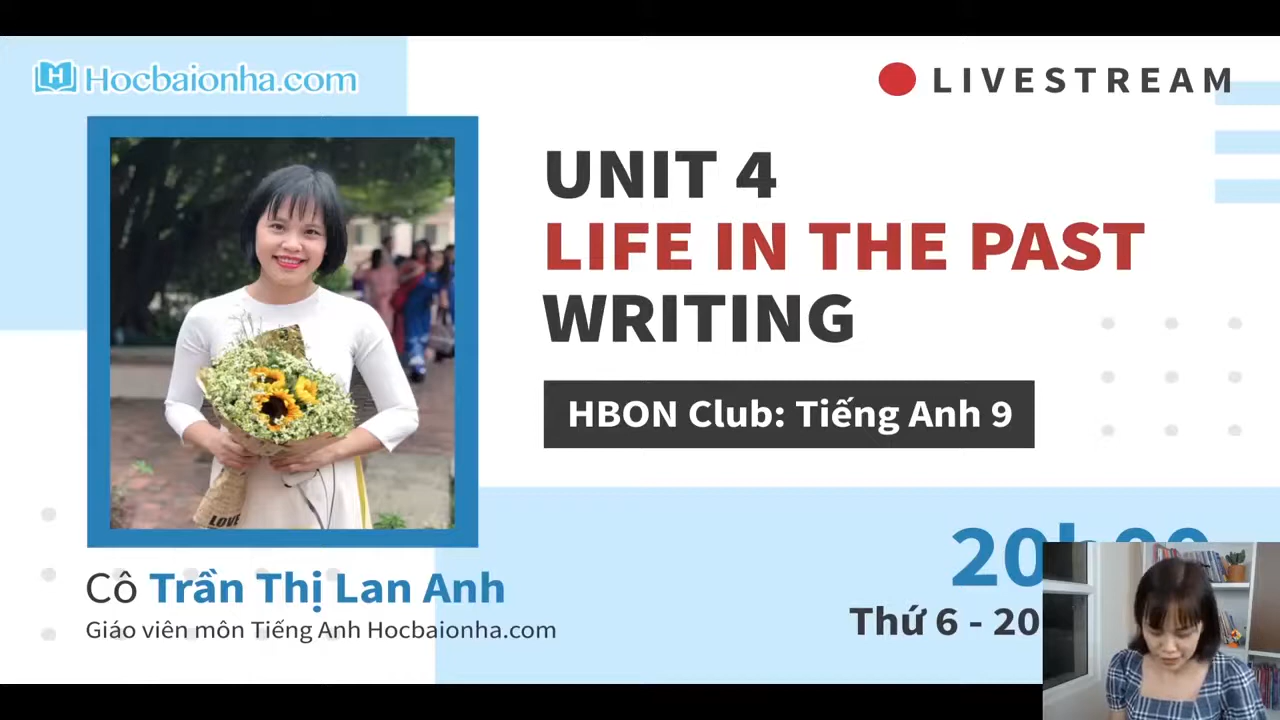 Hocbaionha.com
LIVESTREAM
UNIT 4
LIFE IN THE PAST
WRITING
HBON Club: Tiếng Anh 9
Cô Trần Thị Lan Anh
Giáo viên môn Tiếng Anh Hocbaionha.com
Thứ 6 - 20
LOVE